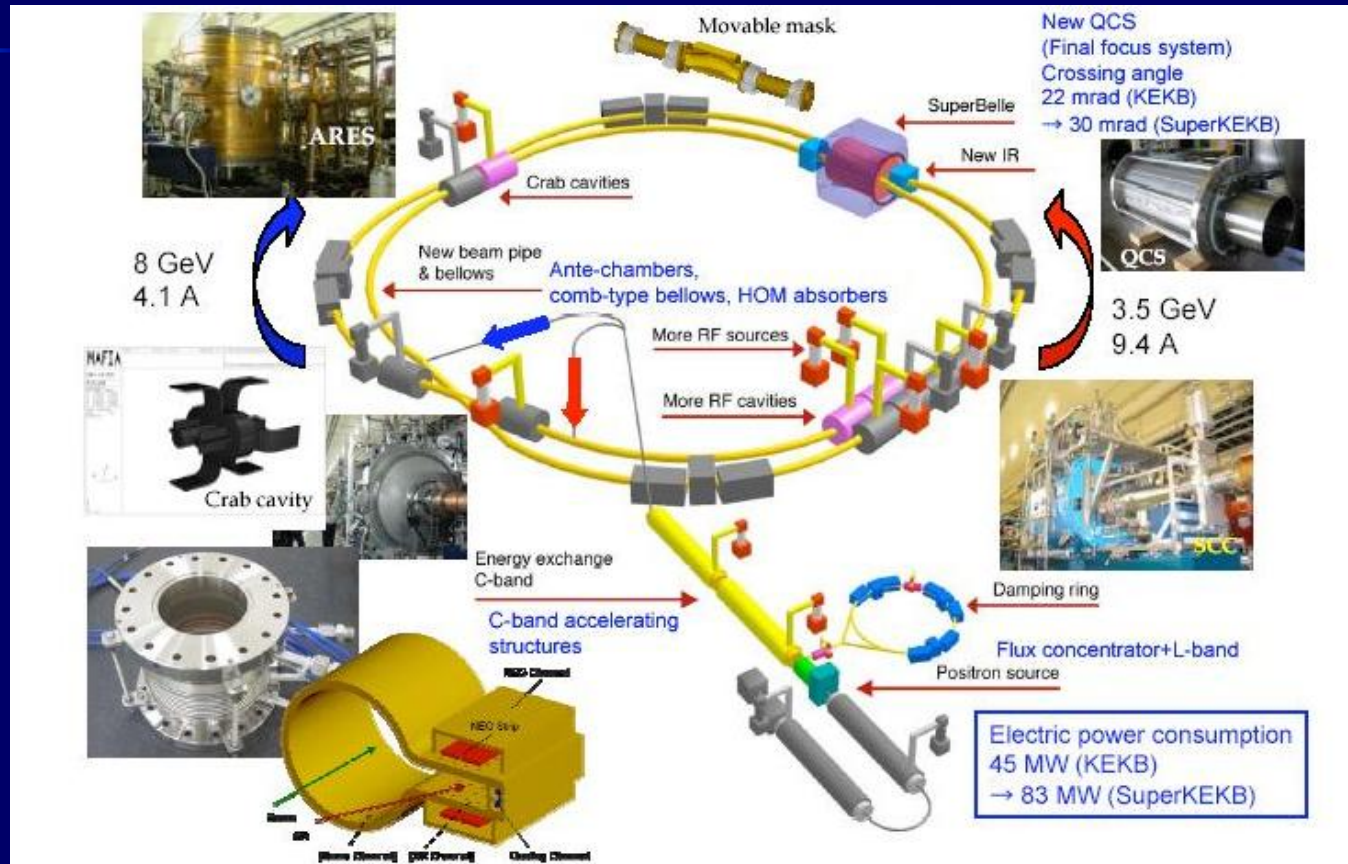 Movable mask
New QCS
(Final focus system)
Crossing angle
22 mrad (KEKB)
→ 30 mrad (SuperKEKB)
ARES
SuperBelle
New IR
Crab cavities
QCS
8 GeV
4.1 A
New beam pipe
& bellows
Ante-chambers,
comb-type bellows, HOM absorbers
3.5 GeV
9.4 A
More RF sources
MAFIA
More RF cavities
Crab cavity
SCC
Energy exchange
C-band
C-band accelerating
structures
Damping ring
Flux concentrator+L-band
Positron source
NEG Strip
Electric power consumption
45 MW (KEKB)
→ 83 MW (SuperKEKB)